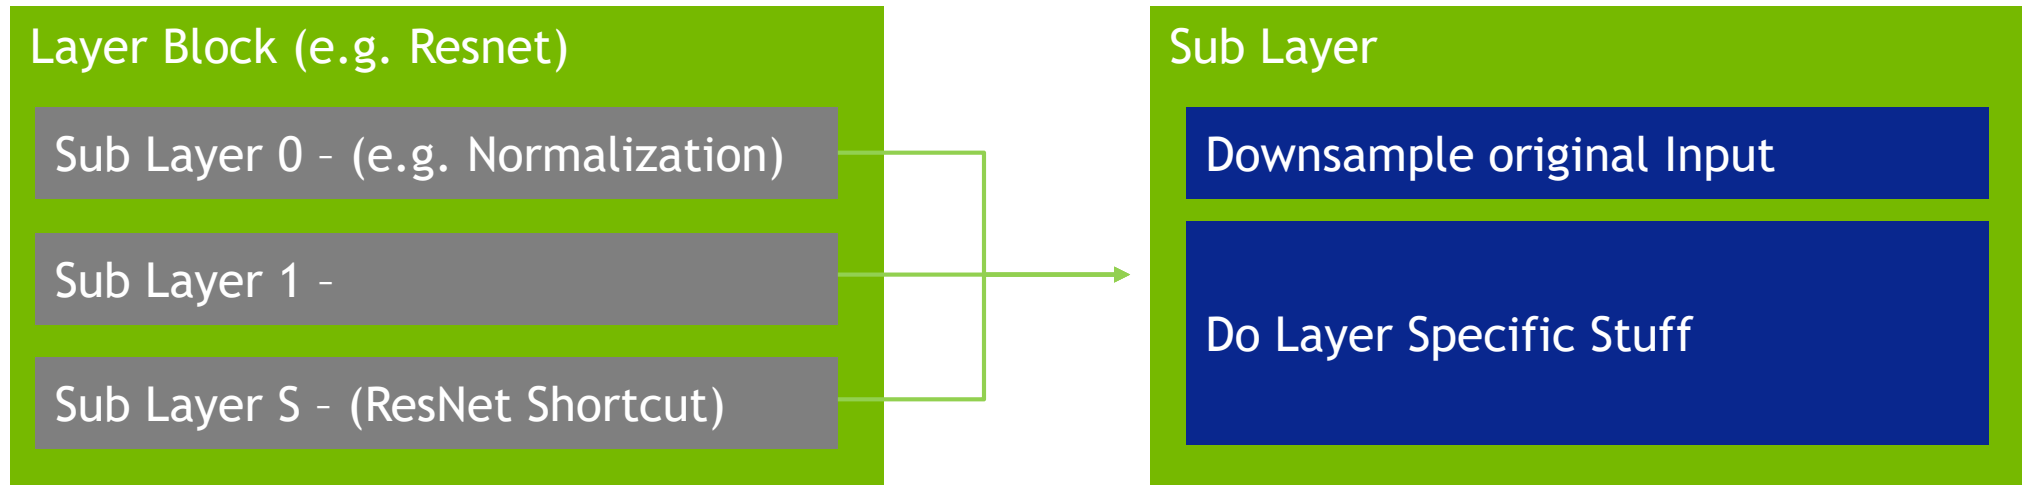 Layer Block (e.g. Resnet)
Sub Layer 0 – (e.g. Normalization)
Sub Layer 1 –
Sub Layer S – (ResNet Shortcut)
Sub Layer
Downsample original Input
Do Layer Specific Stuff